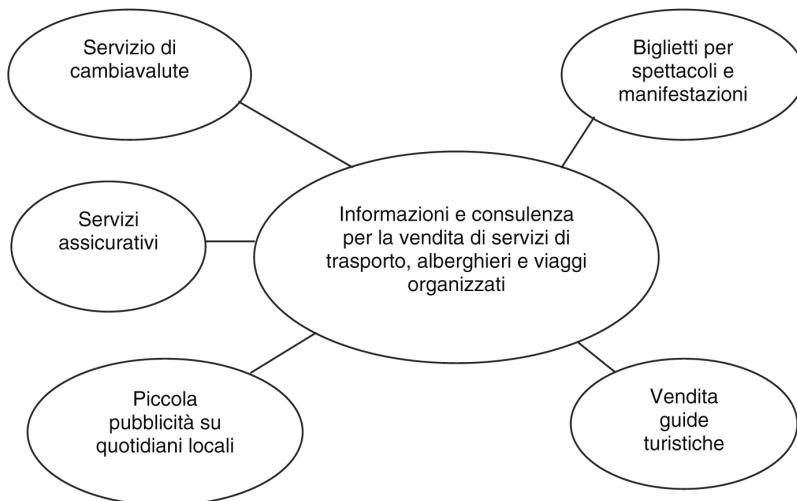 Servizio di
cambiavalute
Biglietti per
spettacoli e
manifestazioni
Servizi
assicurativi
Informazioni e consulenza
per la vendita di servizi di
trasporto, alberghieri e viaggi
organizzati
Piccola
pubblicità su
quotidiani locali
Vendita
guide
turistiche